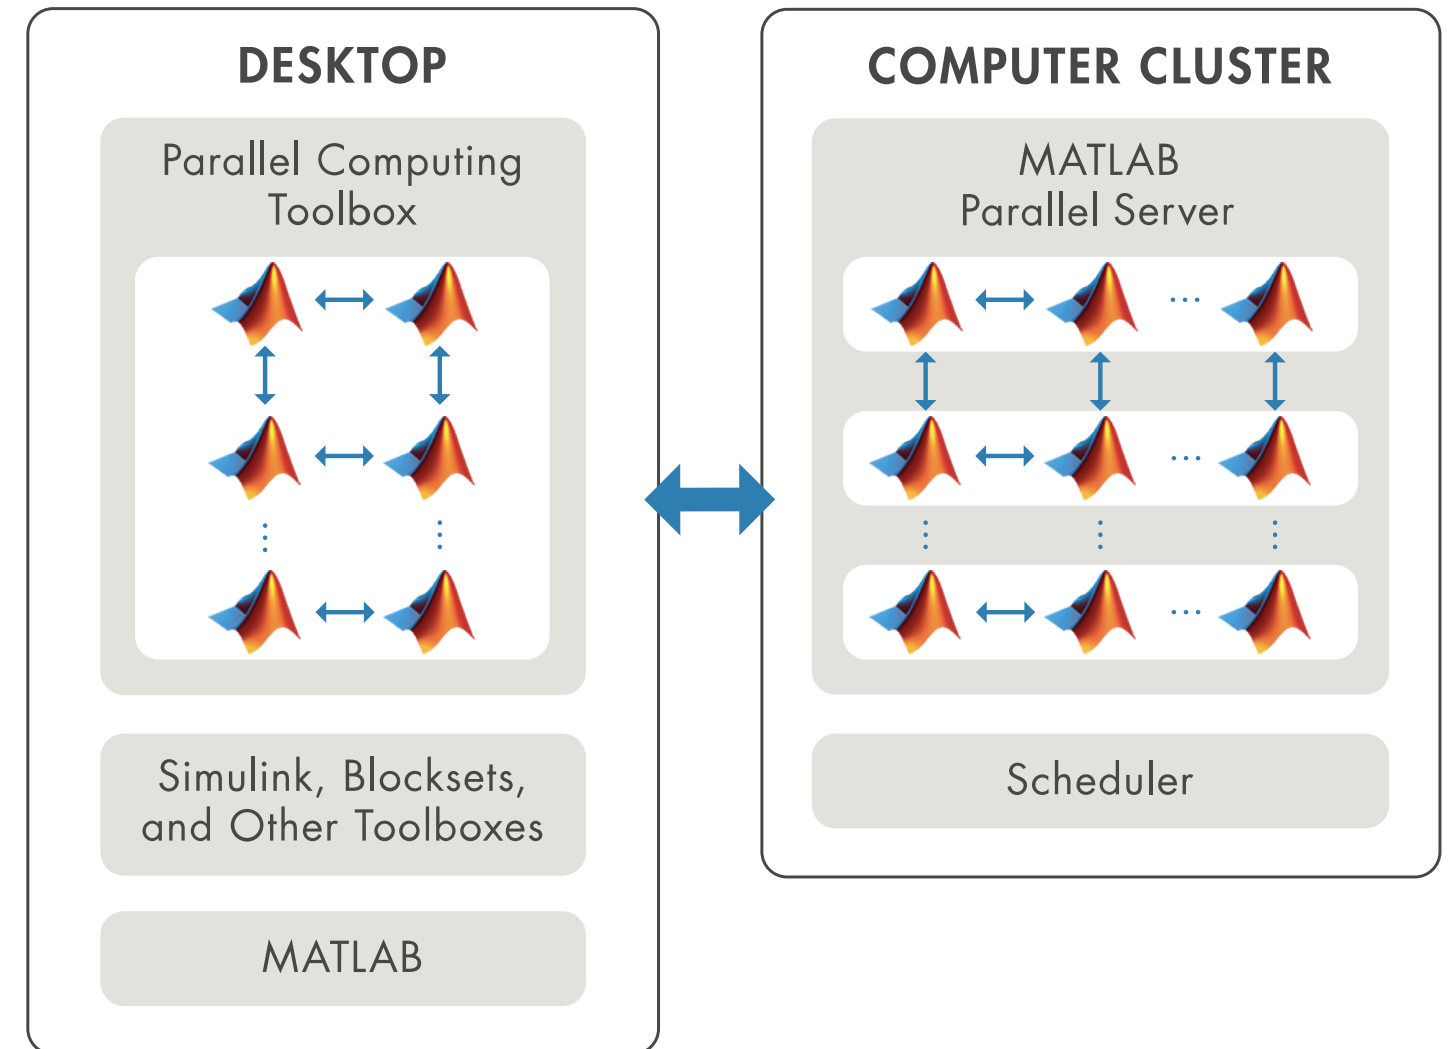 DESKTOP
Parallel Computing
Toolbox
Simulink, Blocksets,
and Other Toolboxes
MATLAB
COMPUTER CLUSTER
MATLAB
Parallel Server
Scheduler